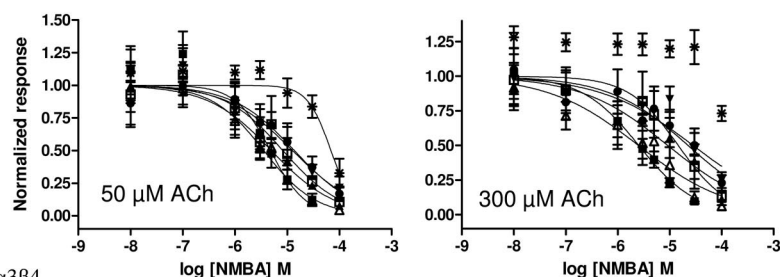 1.50
1.25
1.00
0.75
0.50
0.25
0.00
Normalized response
50 µM ACh
-9 -8 -7 -6 -5 -4 -3
log [NMBA] M
1.25
1.00
0.75
0.50
0.25
0.00
300 µM ACh
-9 -8 -7 -6 -5 -4 -3
log [NMBA] M
α3β4